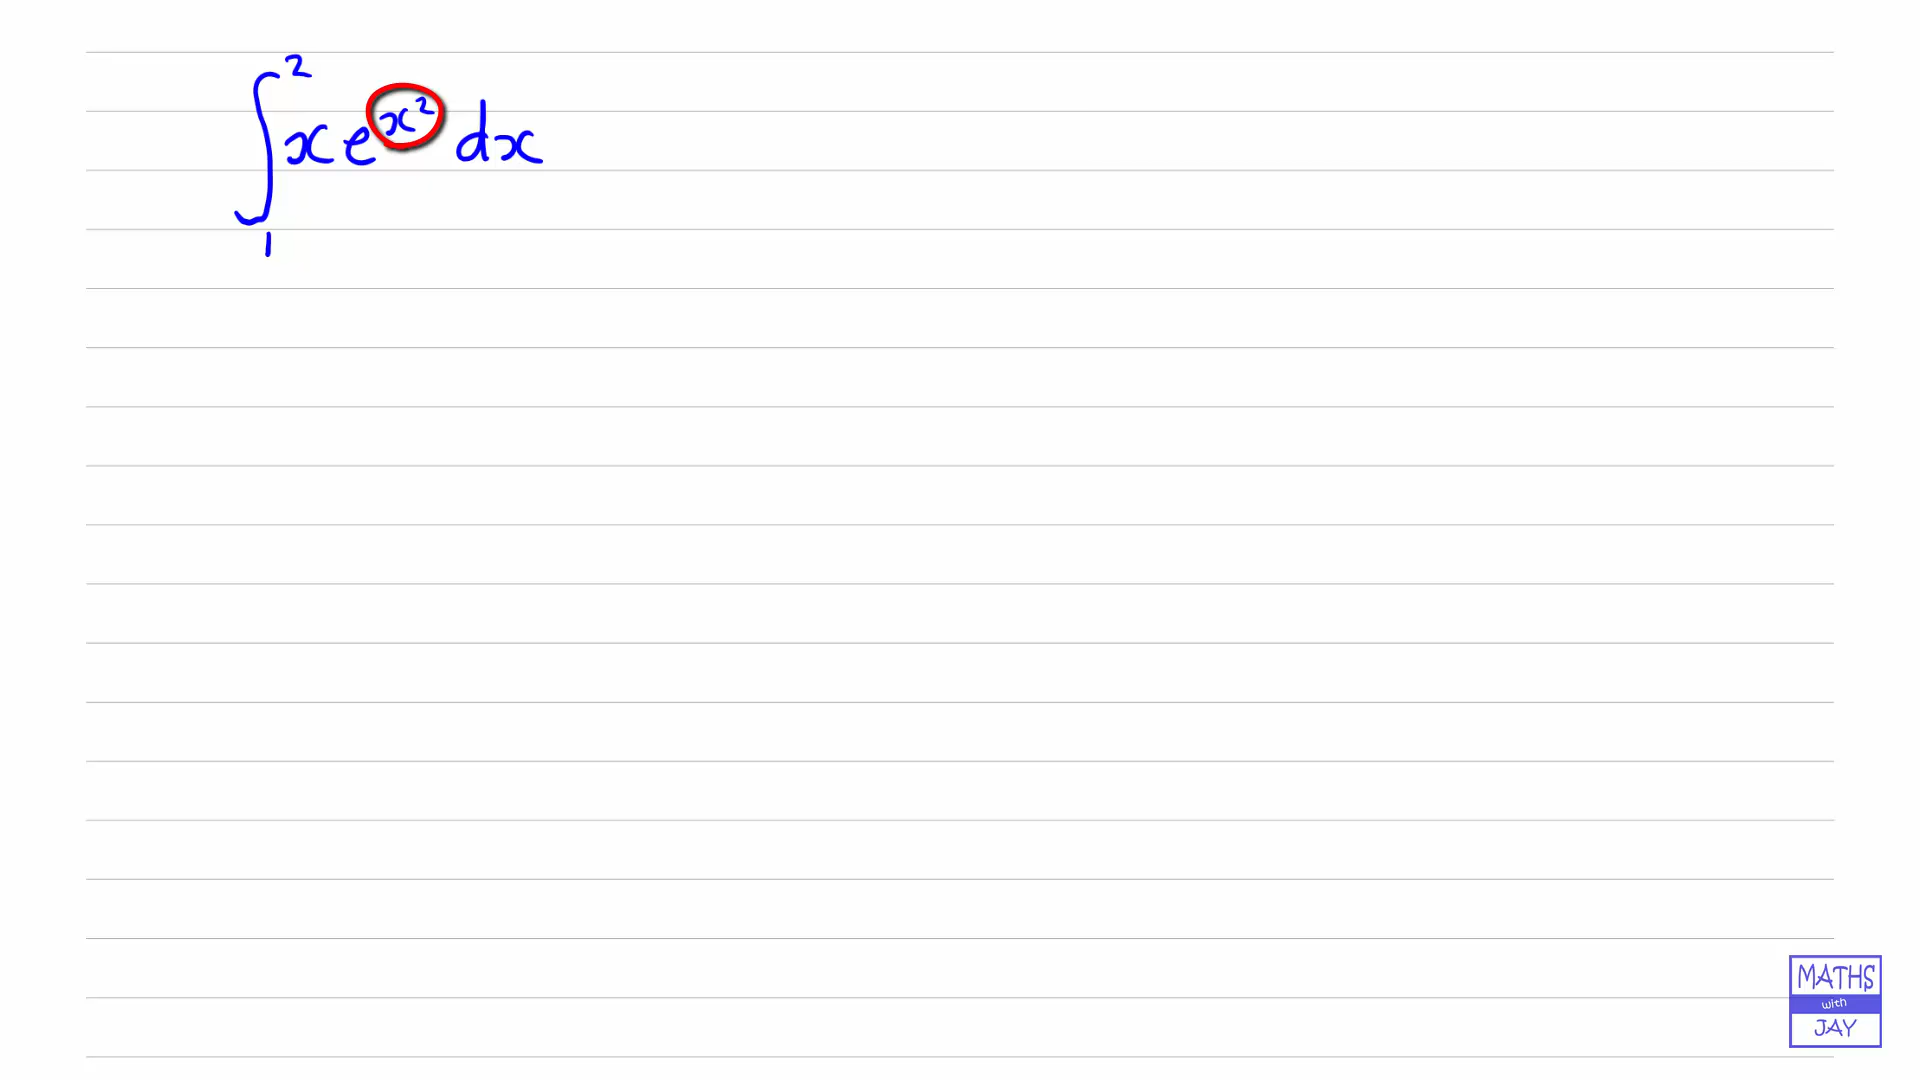 ∫₁² x e^{x²} dx
MATHS
with
JAY